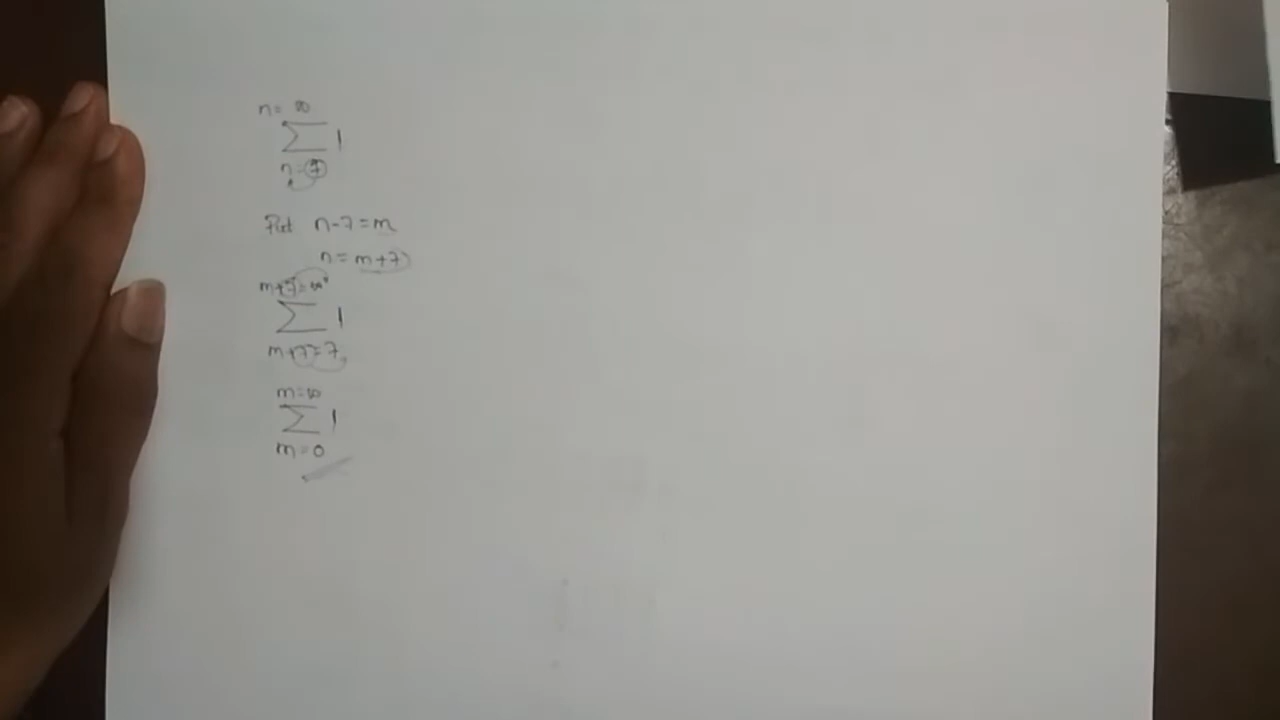 n = ∞
∑ 1
n = 7
Put n - 7 = m
n = m + 7
m + 7 = ∞
∑ 1
m + 7 = 7
m = ∞
∑ 1
m = 0